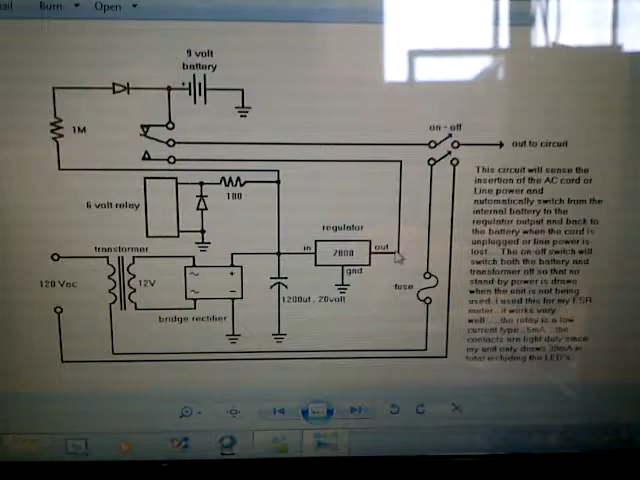 Burn Open
9 volt
battery
1M
on - off
out to circuit
180
6 volt relay
regulator
in 7808 out
gnd
transformer
120 Vac
12V
bridge rectifier
1200uf, 20volt
fuse
This circuit will sense the
insertion of the AC cord or
Line power and
automatically switch from the
internal battery to the
regulator output and back to
the battery when the cord is
unplugged or line power is
lost... The on-off switch will
switch both the battery and
transformer off so that no
stand-by power is drawn
when the unit is not being
used. I used this for my ESR
meter.. it works very
well..... the relay is a low
current type...5mA... the
contacts are light duty since
my unit only draws 30mA in
total including the LED's.